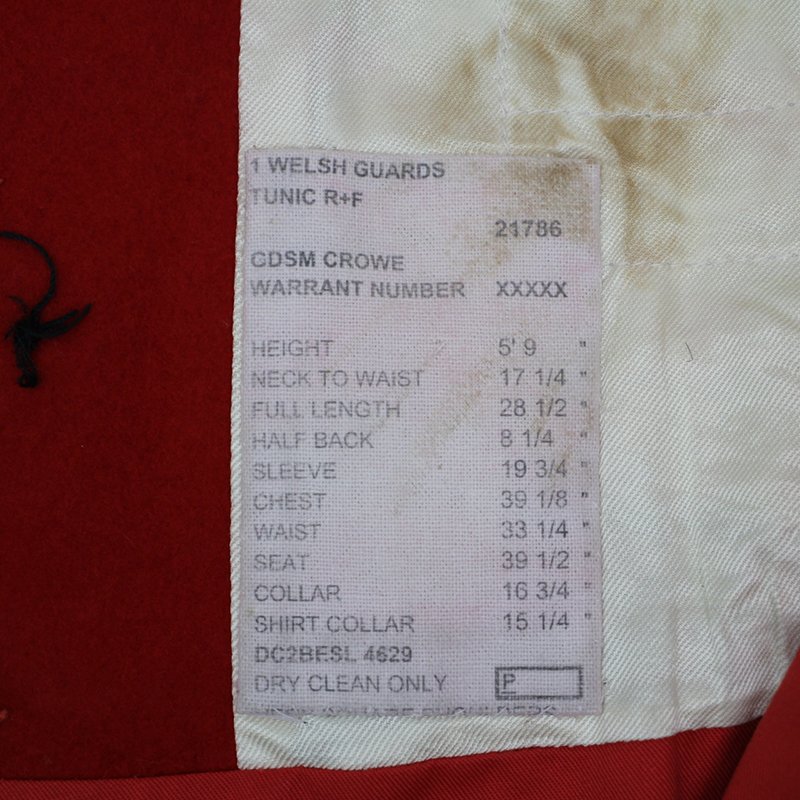 1 WELSH GUARDS
TUNIC R+F
21786
GDSM CROWE
WARRANT NUMBER XXXXX
HEIGHT 5' 9 "
NECK TO WAIST 17 1/4 "
FULL LENGTH 28 1/2 "
HALF BACK 8 1/4 "
SLEEVE 19 3/4 "
CHEST 39 1/8 "
WAIST 33 1/4 "
SEAT 39 1/2 "
COLLAR 16 3/4 "
SHIRT COLLAR 15 1/4 "
DC2BESL 4629
DRY CLEAN ONLY P
SQUARE SHOULDERS